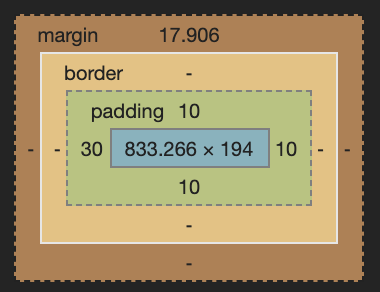 margin 17.906
border -
padding 10
- - 30 833.266 × 194 10 - -
10
-
-